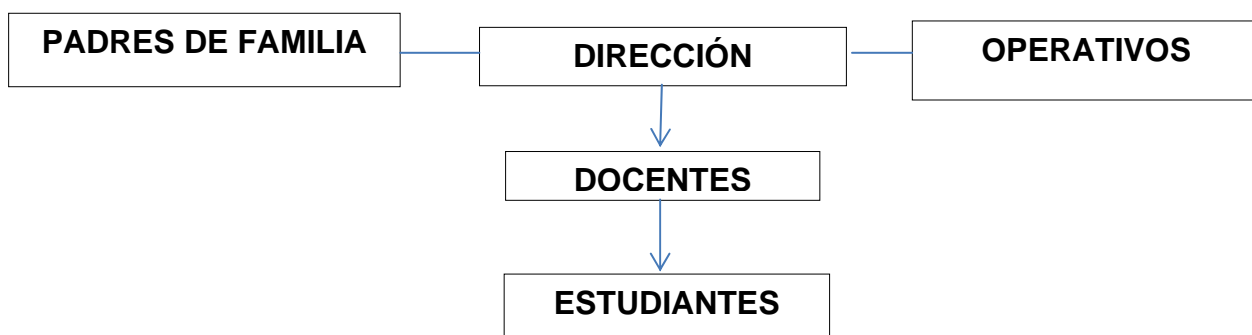 PADRES DE FAMILIA
DIRECCIÓN
OPERATIVOS
DOCENTES
ESTUDIANTES